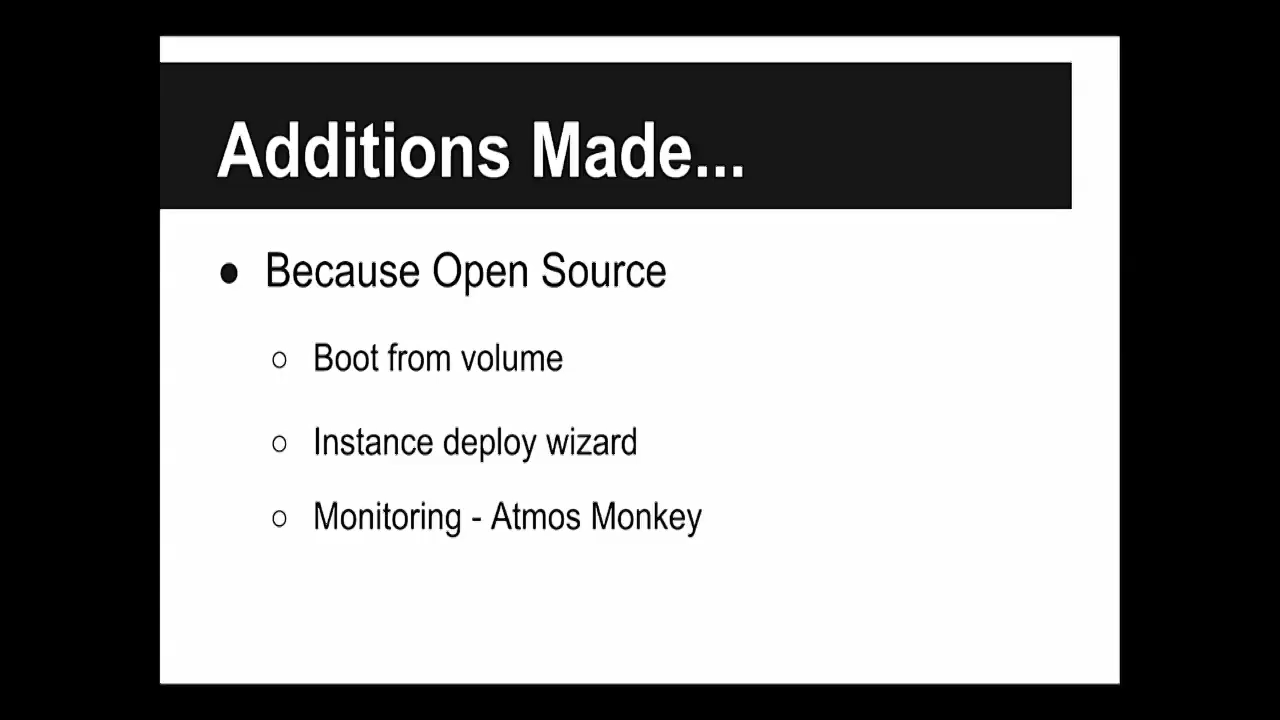 Additions Made...
● Because Open Source
○ Boot from volume
○ Instance deploy wizard
○ Monitoring - Atmos Monkey